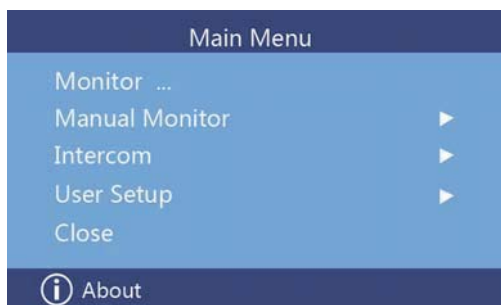 Main Menu
Monitor ...
Manual Monitor
Intercom
User Setup
Close
About